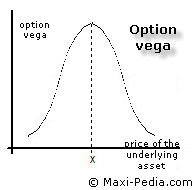 option
vega
Option
vega
price of the
underlying
asset
X
© Maxi-Pedia.com